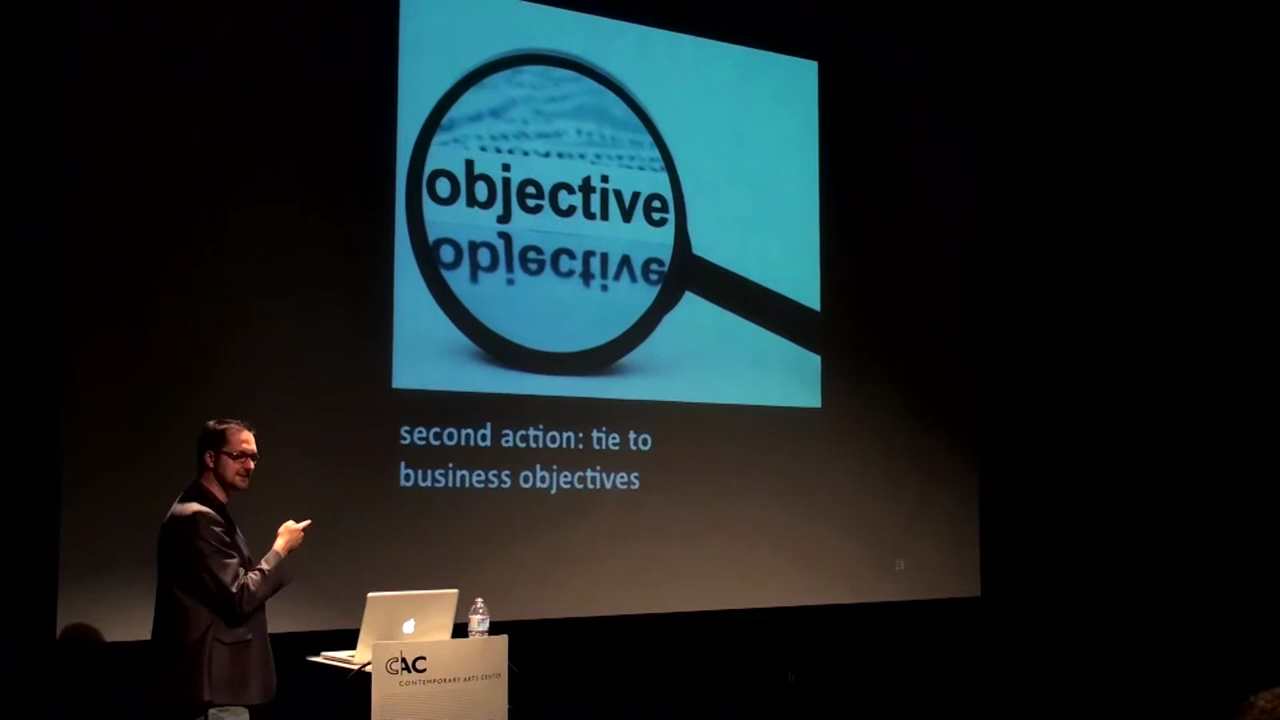 objective
objective
second action: tie to
business objectives
CAC
CONTEMPORARY ARTS CENTER